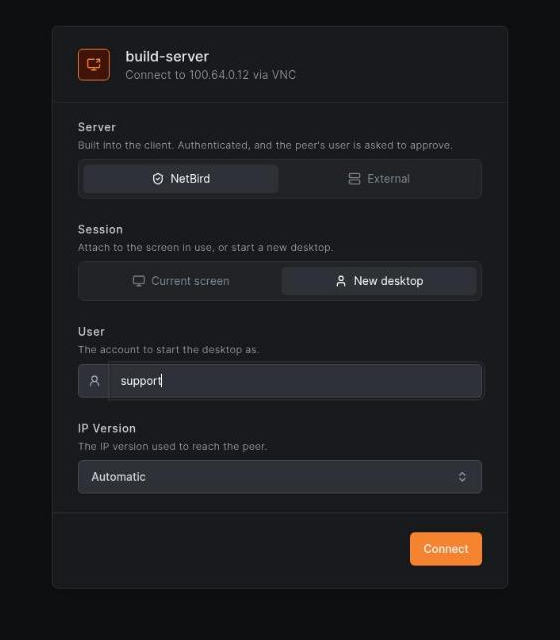 build-server
Connect to 100.64.0.12 via VNC
Server
Built into the client. Authenticated, and the peer's user is asked to approve.
NetBird
External
Session
Attach to the screen in use, or start a new desktop.
Current screen
New desktop
User
The account to start the desktop as.
support
IP Version
The IP version used to reach the peer.
Automatic
Connect